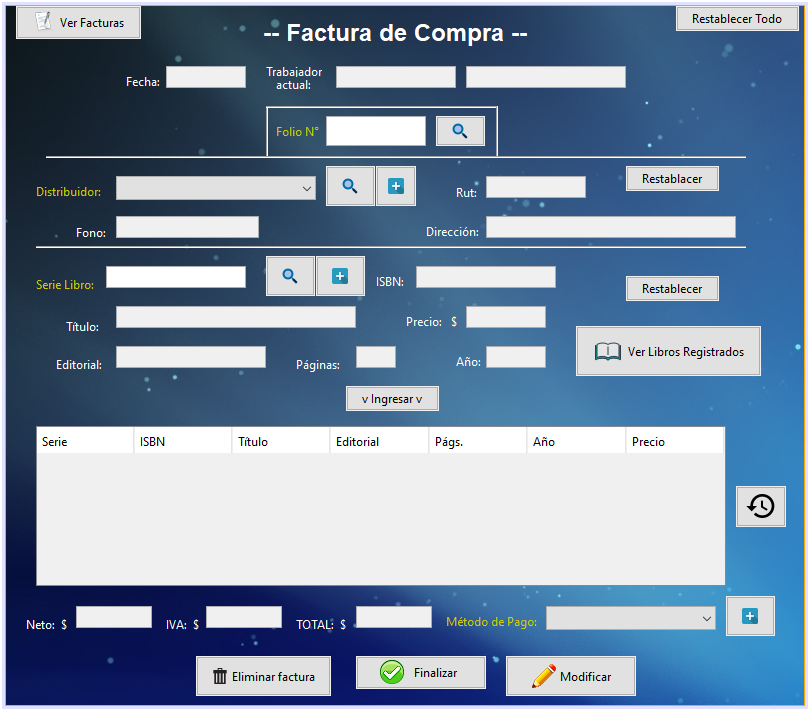 Ver Facturas
-- Factura de Compra --
Restablecer Todo
Fecha:
Trabajador
actual:
Folio N°
Distribuidor:
Rut:
Restablacer
Fono:
Dirección:
Serie Libro:
ISBN:
Restablecer
Título:
Precio: $
Editorial:
Páginas:
Año:
Ver Libros Registrados
v Ingresar v
Serie ISBN Título Editorial Págs. Año Precio
Neto: $
IVA: $
TOTAL: $
Método de Pago:
Eliminar factura
Finalizar
Modificar